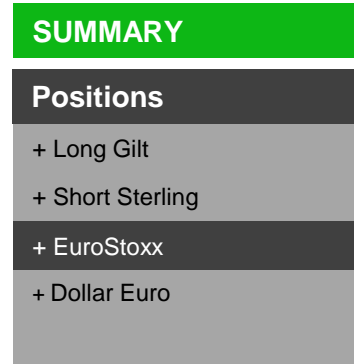 SUMMARY
Positions
+ Long Gilt
+ Short Sterling
+ EuroStoxx
+ Dollar Euro